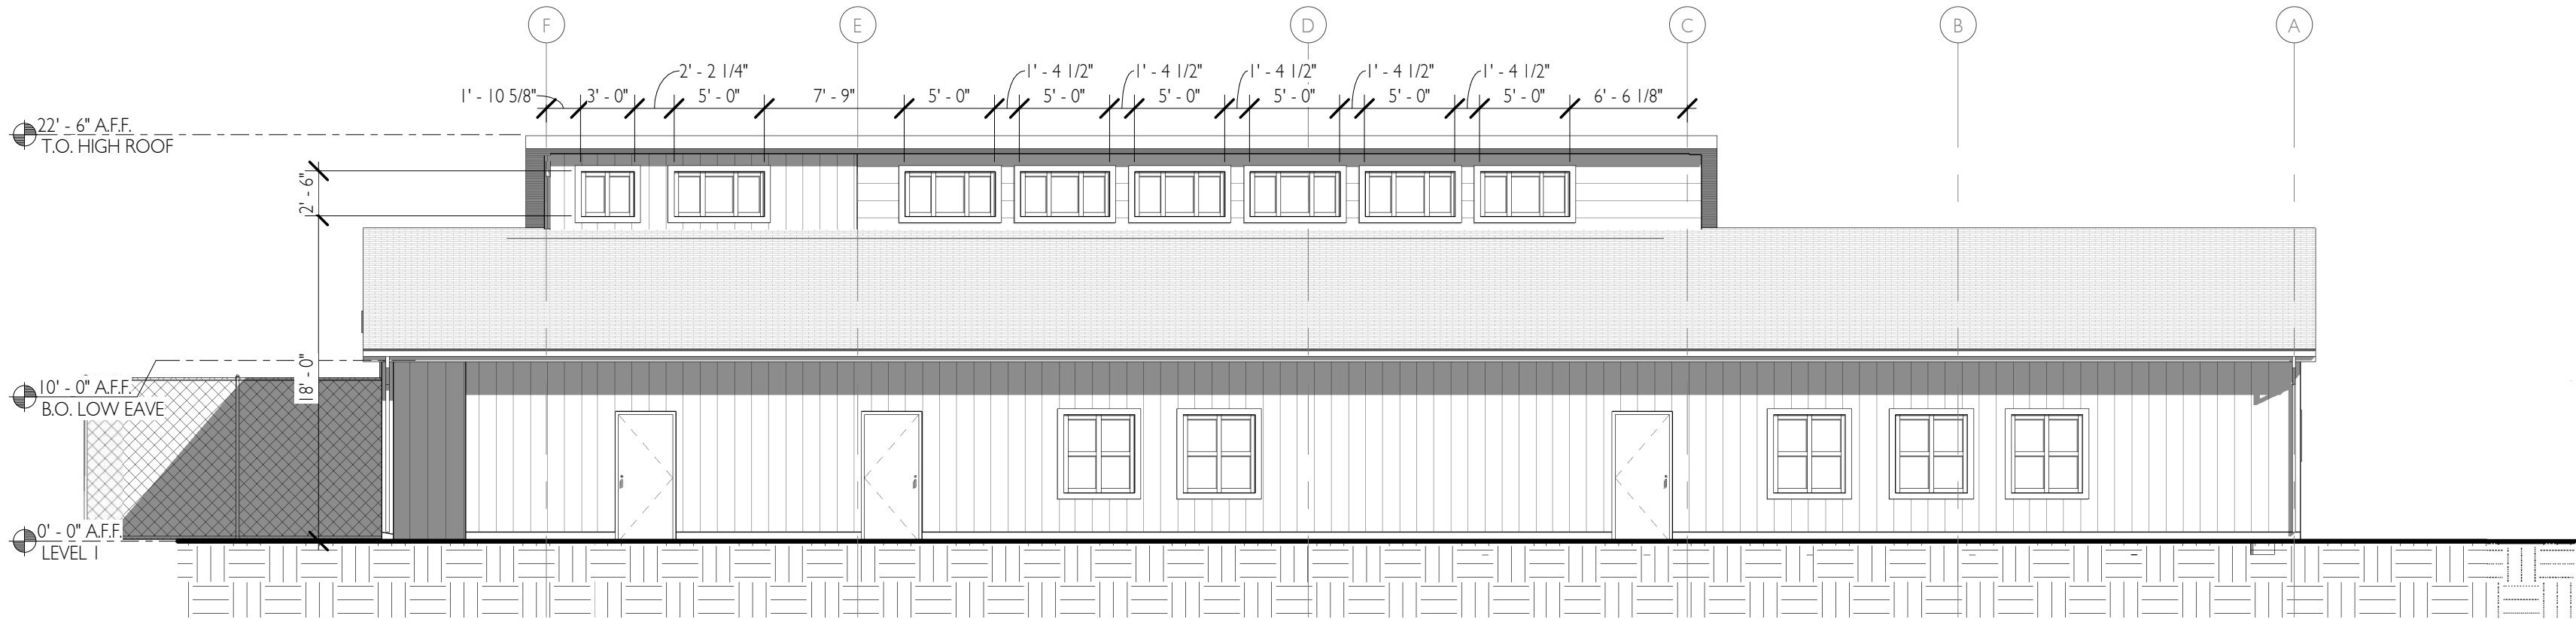 F E D C B A
2' - 2 1/4" 1' - 4 1/2" 1' - 4 1/2" 1' - 4 1/2" 1' - 4 1/2" 1' - 4 1/2"
1' - 10 5/8" 3' - 0" 5' - 0" 7' - 9" 5' - 0" 5' - 0" 5' - 0" 5' - 0" 5' - 0" 5' - 0" 6' - 6 1/8"
22' - 6" A.F.F.
T.O. HIGH ROOF
2' - 6"
18' - 0"
10' - 0" A.F.F.
B.O. LOW EAVE
0' - 0" A.F.F.
LEVEL 1